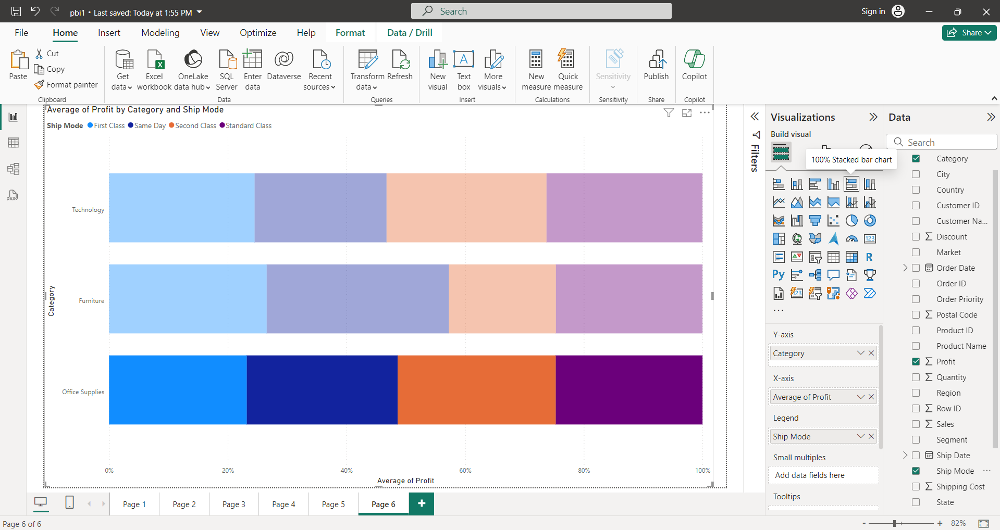 pbi1 • Last saved: Today at 1:55 PM
Search
Sign in
File Home Insert Modeling View Optimize Help Format Data / Drill
Share
Paste
Cut
Copy
Format painter
Clipboard
Get data
Excel workbook
OneLake data hub
SQL Server
Enter data
Dataverse
Recent sources
Data
Transform data
Refresh
Queries
New visual
Text box
More visuals
Insert
New measure
Quick measure
Calculations
Sensitivity
Sensitivity
Publish
Share
Copilot
Copilot
Average of Profit by Category and Ship Mode
Ship Mode First Class Same Day Second Class Standard Class
Category
Technology
Furniture
Office Supplies
0% 20% 40% 60% 80% 100%
Average of Profit
Filters
Visualizations
Build visual
100% Stacked bar chart
123
R
Py
123
Y-axis
Category
X-axis
Average of Profit
Legend
Ship Mode
Small multiples
Add data fields here
Tooltips
Data
Search
Category
City
Country
Customer ID
Customer Na...
Discount
Market
Order Date
Order ID
Order Priority
Postal Code
Product ID
Product Name
Profit
Quantity
Region
Row ID
Sales
Segment
Ship Date
Ship Mode
Shipping Cost
State
DAX
Page 1 Page 2 Page 3 Page 4 Page 5 Page 6
Page 6 of 6
82%